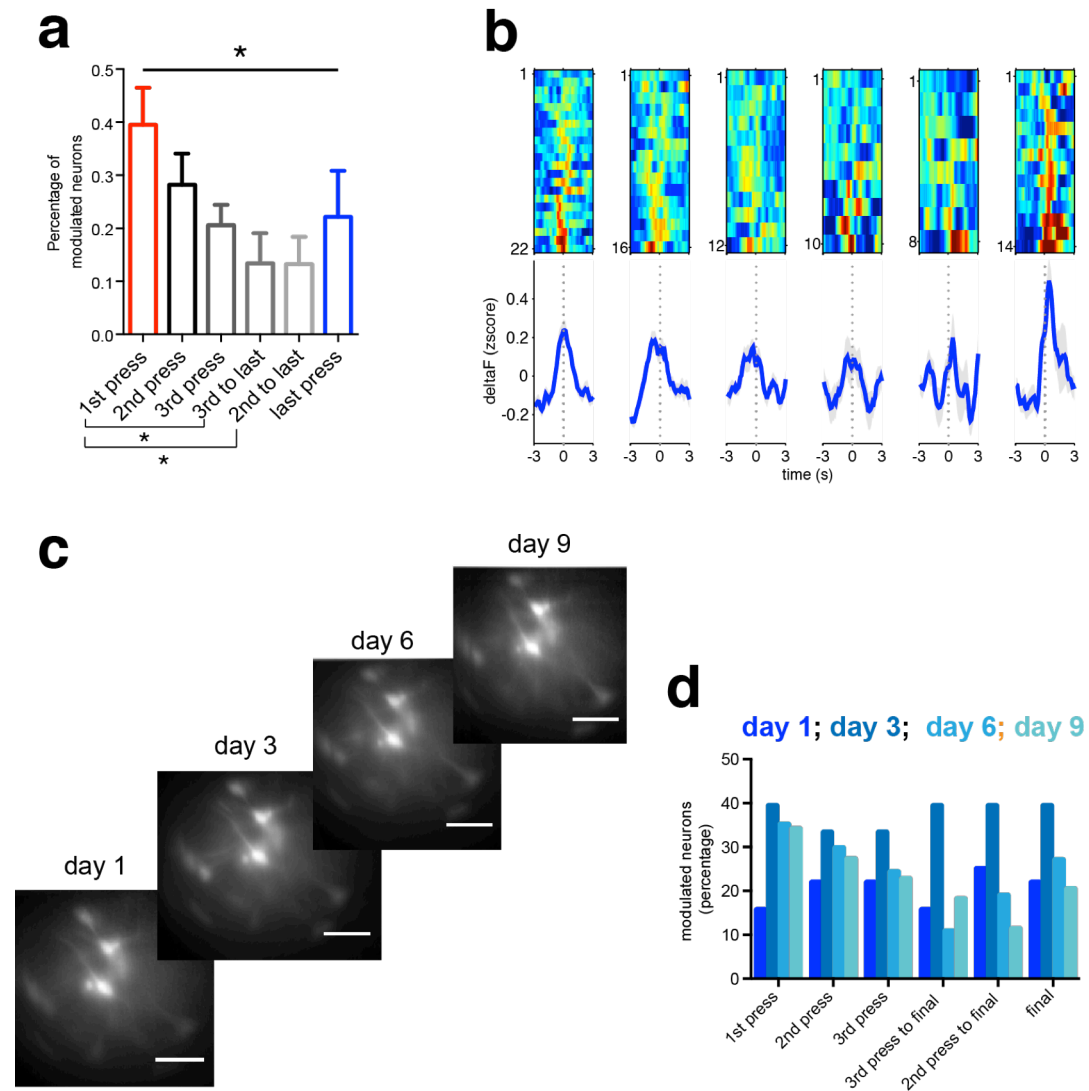 a
*
0.5
0.4
0.3
0.2
0.1
0.0
Percentage of
modulated neurons
1st press
2nd press
3rd press
3rd to last
2nd to last
last press
*
*
b
1 1 1 1 1 1
22 16 12 10 8 14
0.4
0.2
0
-0.2
deltaF (zscore)
-3 0 3 -3 0 3 -3 0 3 -3 0 3 -3 0 3 -3 0 3
time (s)
c
day 9
day 6
day 3
day 1
d
day 1; day 3; day 6; day 9
50
40
30
20
10
0
modulated neurons
(percentage)
1st press
2nd press
3rd press
3rd press to final
2nd press to final
final